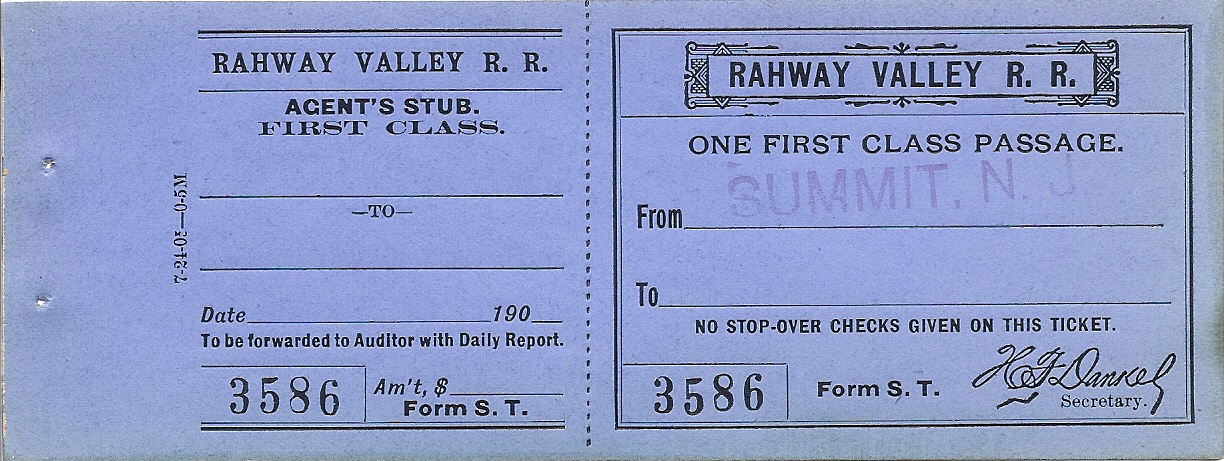 RAHWAY VALLEY R. R.
AGENT'S STUB.
FIRST CLASS.
—TO—
Date 190
To be forwarded to Auditor with Daily Report.
3586
Am't, $
Form S. T.
7-24-05—0-5M
RAHWAY VALLEY R. R.
ONE FIRST CLASS PASSAGE.
SUMMIT, N. J
From
To
NO STOP-OVER CHECKS GIVEN ON THIS TICKET.
3586
Form S. T.
Secretary.